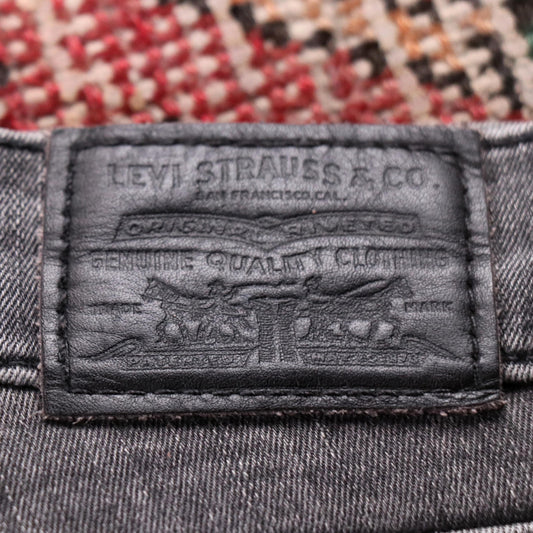 LEVI STRAUSS & CO.
SAN FRANCISCO, CAL.
ORIGINAL RIVETED
GENUINE QUALITY CLOTHING
TRADE MARK